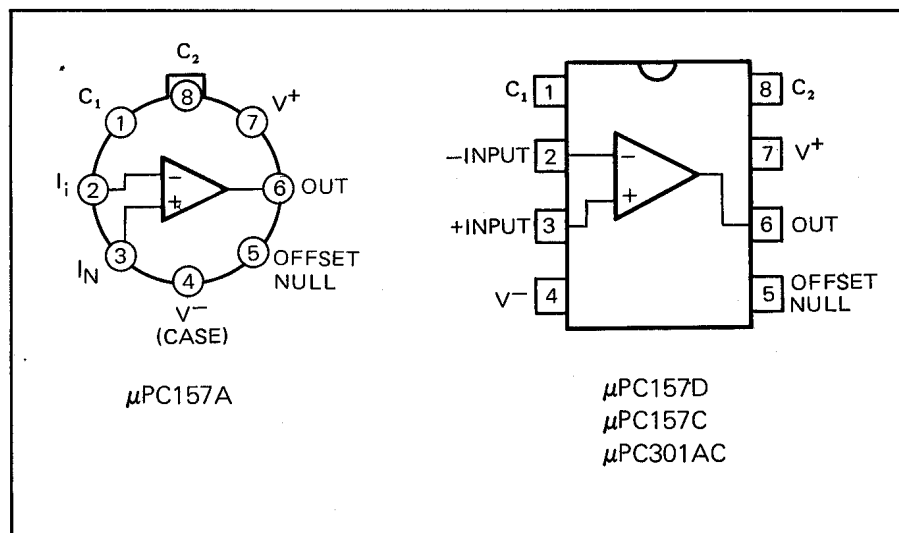 C₂
8
C₁
V⁺
1
7
Iᵢ
2
−
+
6
OUT
3
I_N
5
OFFSET
NULL
4
V⁻
(CASE)
μPC157A
C₁
1
8
C₂
−INPUT
2
−
7
V⁺
+INPUT
3
+
6
OUT
V⁻
4
5
OFFSET
NULL
μPC157D
μPC157C
μPC301AC